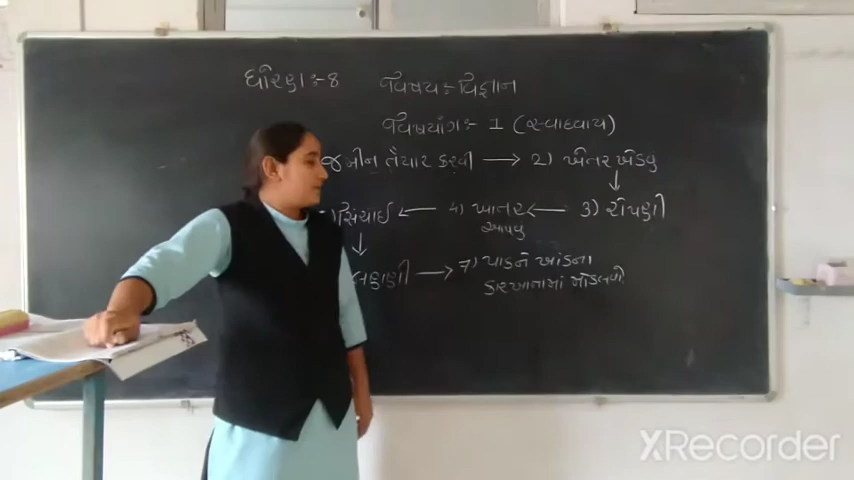 ધોરણ :- 8 વિષય :- વિજ્ઞાન
વિષયાંગ :- 1 (સ્વાધ્યાય)
જમીન તૈયાર કરવી → 2) ખેતર ખેડવુ
સિંચાઈ ← 4) ખાતર ← 3) રોપણી
આપવુ
લણણી → 7) પાકને ખાંડના
કારખાનામાં મોકલવો
XRecorder